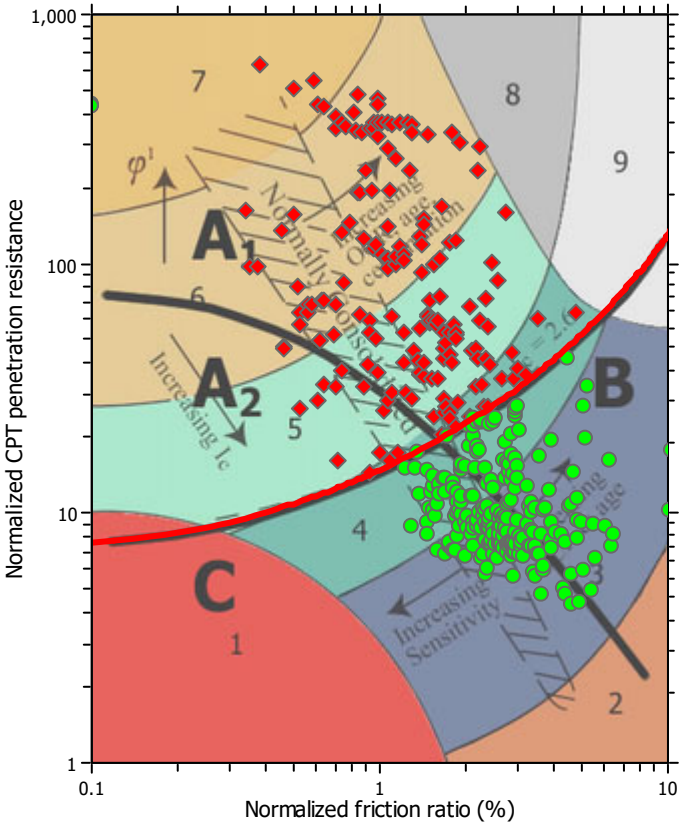 1,000
7
8
9
φ'
A₁
Normally Consolidated
Increasing
OCR, age
cementation
100
6
Increasing Ic
A₂
5
= 2.6
B
10
4
C
1
3
age
Increasing
Sensitivity
2
1
0.1
1
10
Normalized CPT penetration resistance
Normalized friction ratio (%)